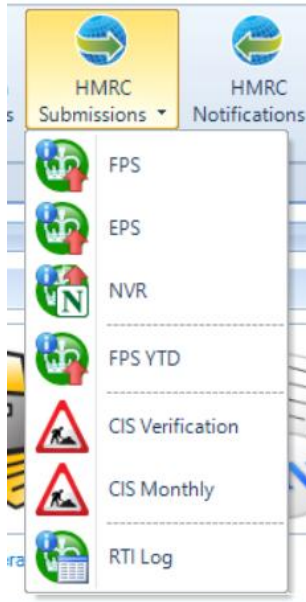 HMRC
Submissions
HMRC
Notifications
FPS
EPS
NVR
N
FPS YTD
CIS Verification
CIS Monthly
RTI Log